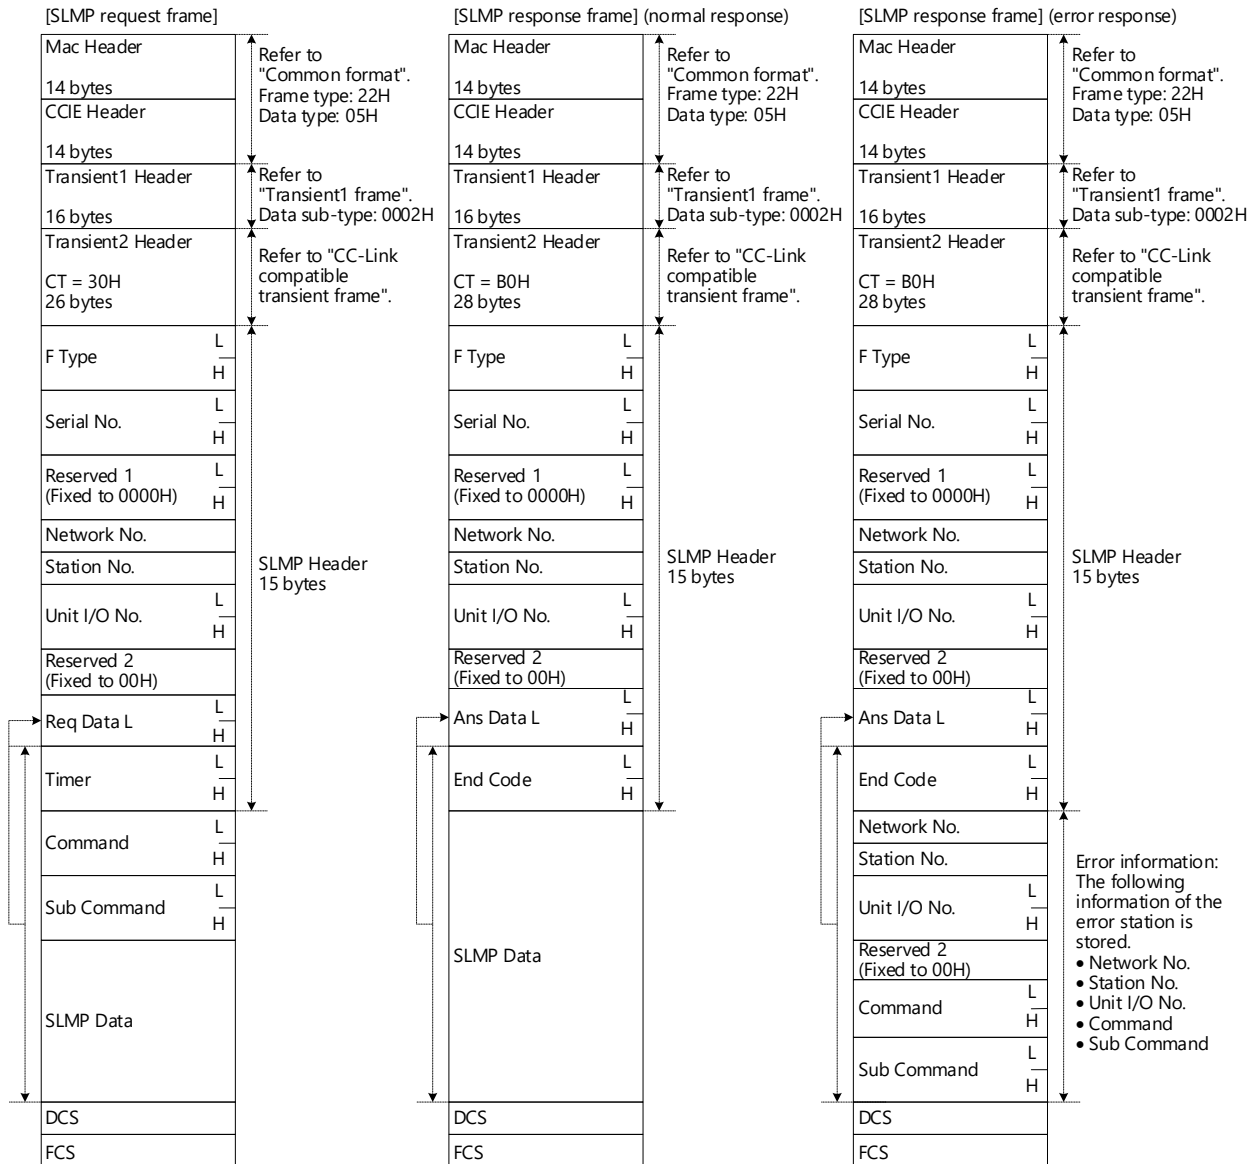 [SLMP request frame]
Mac Header
14 bytes
CCIE Header
14 bytes
Refer to
"Common format".
Frame type: 22H
Data type: 05H
Transient1 Header
16 bytes
Refer to
"Transient1 frame".
Data sub-type: 0002H
Transient2 Header
CT = 30H
26 bytes
Refer to "CC-Link
compatible
transient frame".
F Type
L
H
Serial No.
L
H
Reserved 1
(Fixed to 0000H)
L
H
Network No.
Station No.
Unit I/O No.
L
H
Reserved 2
(Fixed to 00H)
Req Data L
L
H
Timer
L
H
SLMP Header
15 bytes
Command
L
H
Sub Command
L
H
SLMP Data
DCS
FCS
[SLMP response frame] (normal response)
Mac Header
14 bytes
CCIE Header
14 bytes
Refer to
"Common format".
Frame type: 22H
Data type: 05H
Transient1 Header
16 bytes
Refer to
"Transient1 frame".
Data sub-type: 0002H
Transient2 Header
CT = B0H
28 bytes
Refer to "CC-Link
compatible
transient frame".
F Type
L
H
Serial No.
L
H
Reserved 1
(Fixed to 0000H)
L
H
Network No.
Station No.
Unit I/O No.
L
H
Reserved 2
(Fixed to 00H)
Ans Data L
L
H
End Code
L
H
SLMP Header
15 bytes
SLMP Data
DCS
FCS
[SLMP response frame] (error response)
Mac Header
14 bytes
CCIE Header
14 bytes
Refer to
"Common format".
Frame type: 22H
Data type: 05H
Transient1 Header
16 bytes
Refer to
"Transient1 frame".
Data sub-type: 0002H
Transient2 Header
CT = B0H
28 bytes
Refer to "CC-Link
compatible
transient frame".
F Type
L
H
Serial No.
L
H
Reserved 1
(Fixed to 0000H)
L
H
Network No.
Station No.
Unit I/O No.
L
H
Reserved 2
(Fixed to 00H)
Ans Data L
L
H
End Code
L
H
SLMP Header
15 bytes
Network No.
Station No.
Unit I/O No.
L
H
Reserved 2
(Fixed to 00H)
Command
L
H
Sub Command
L
H
Error information:
The following
information of the
error station is
stored.
• Network No.
• Station No.
• Unit I/O No.
• Command
• Sub Command
DCS
FCS